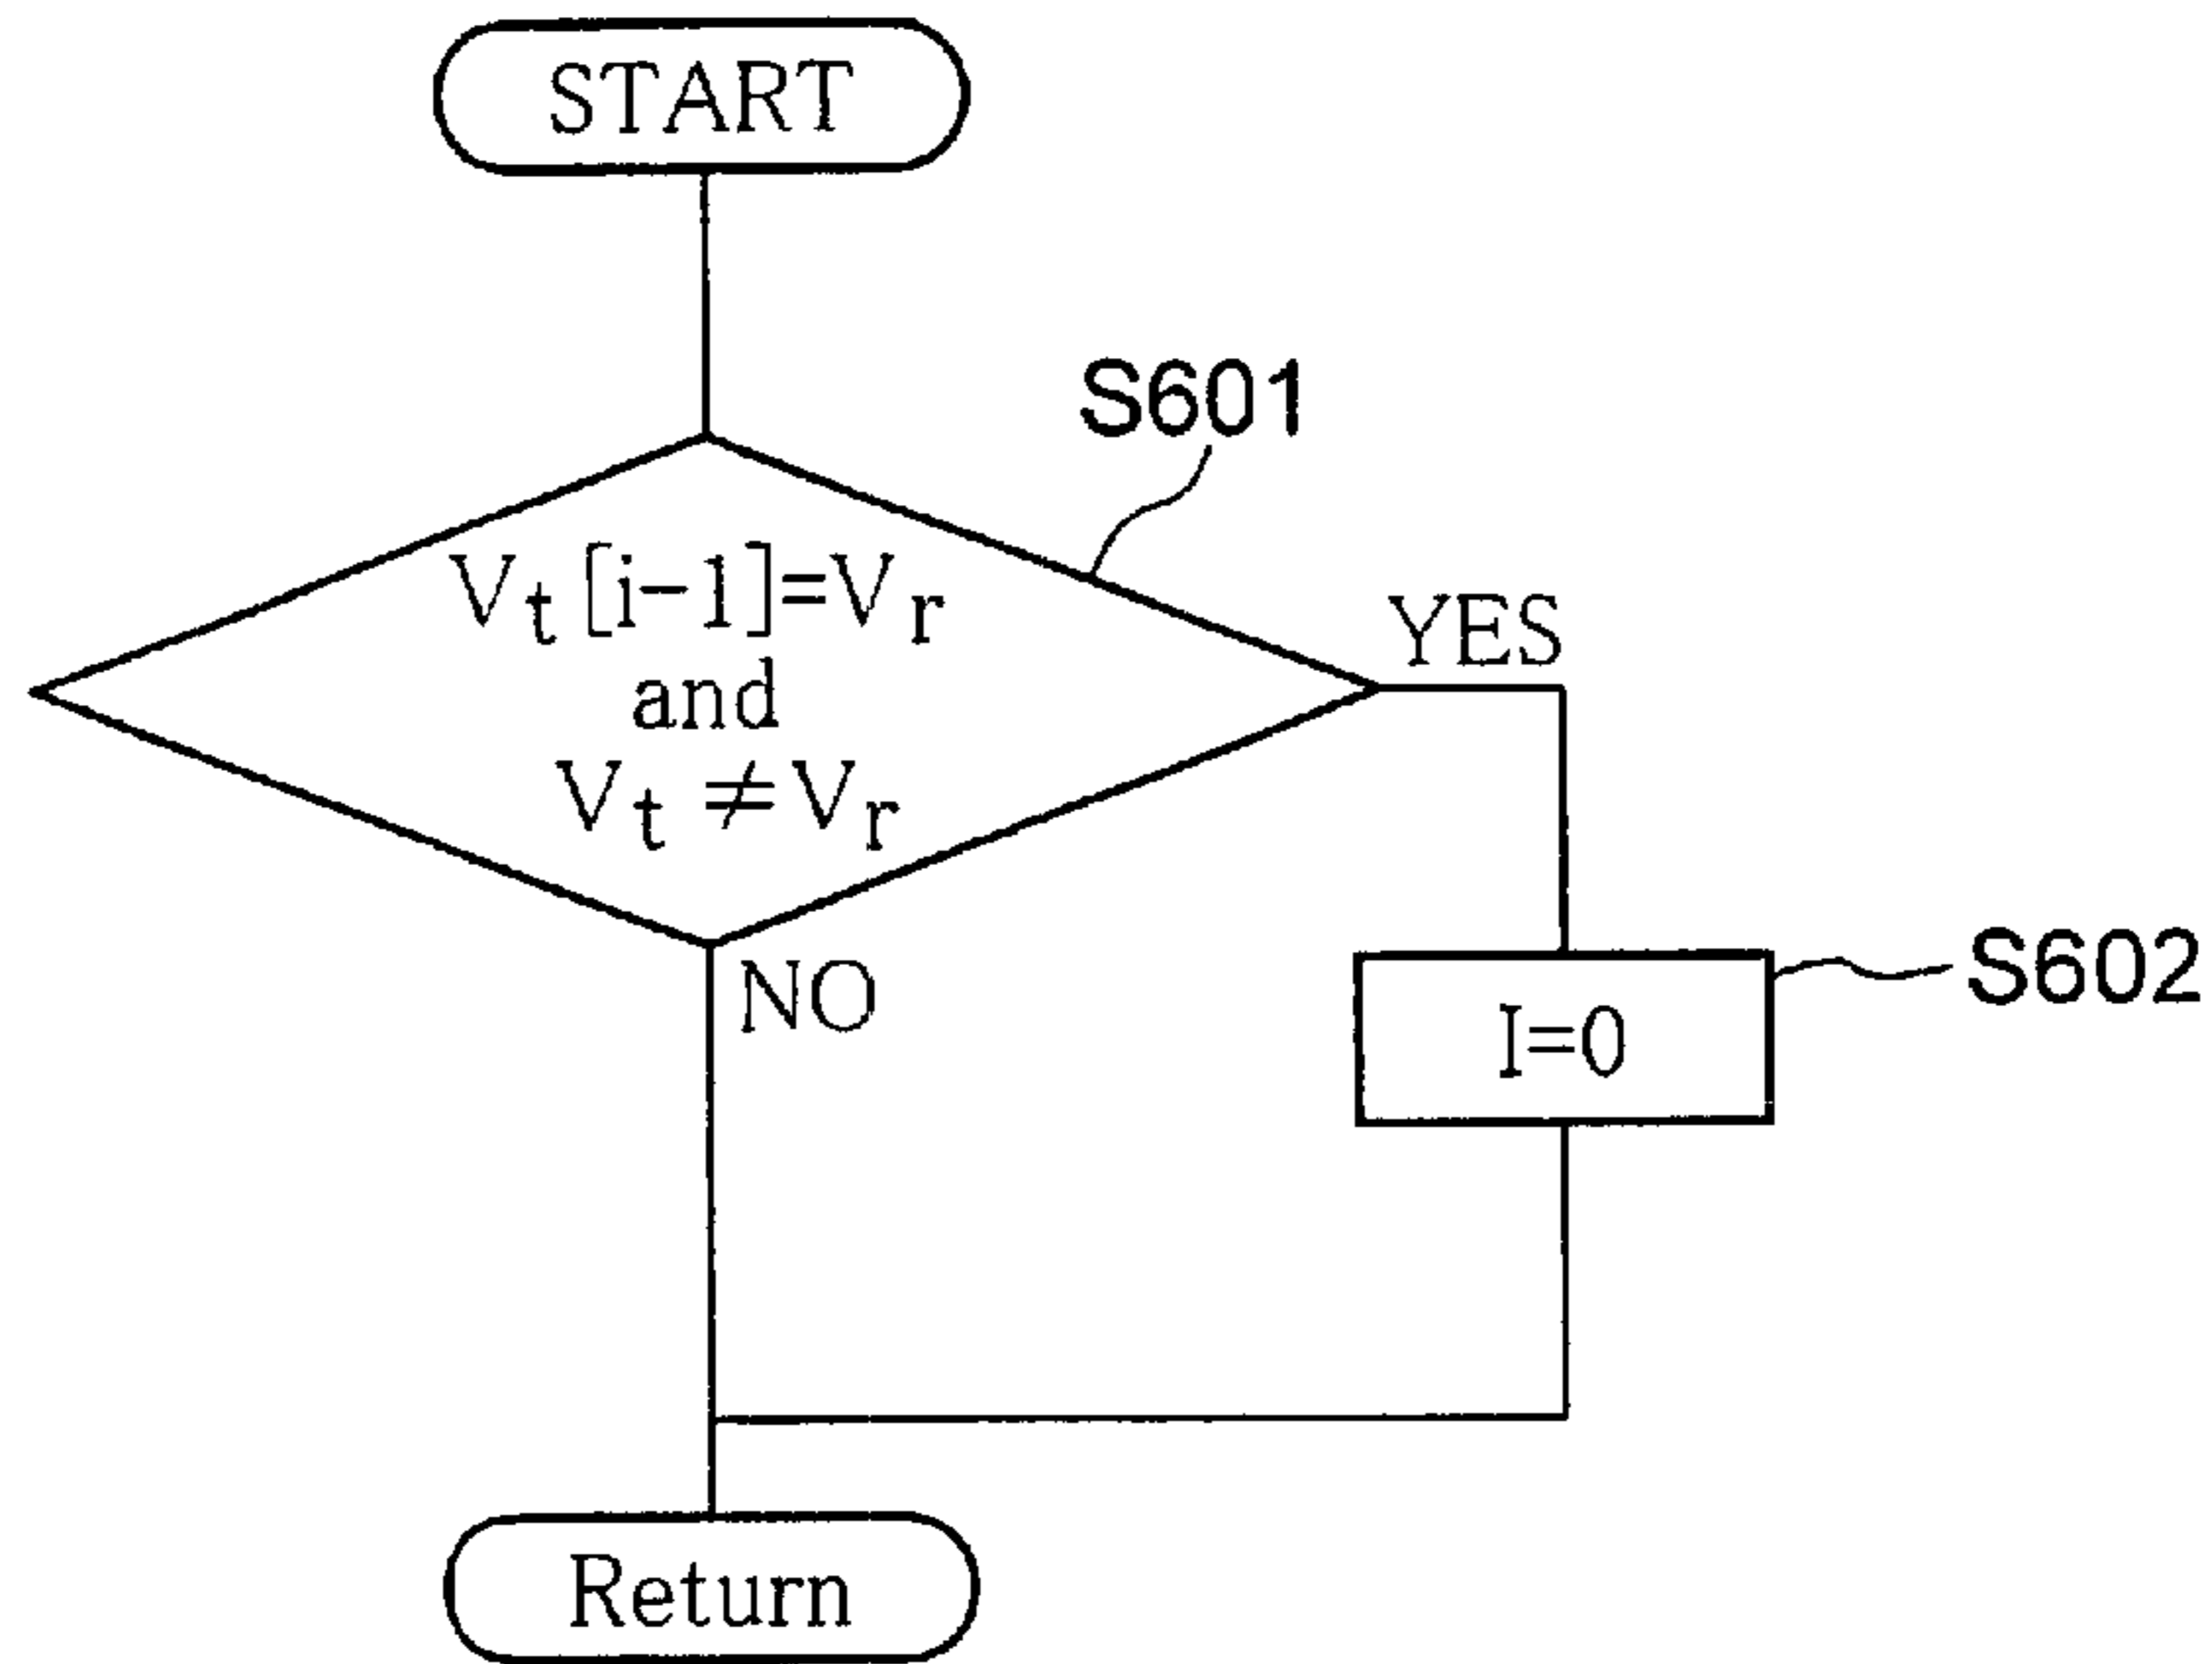 START
S601
Vt[i-1]=Vr
and
Vt≠Vr
YES
NO
I=0
S602
Return